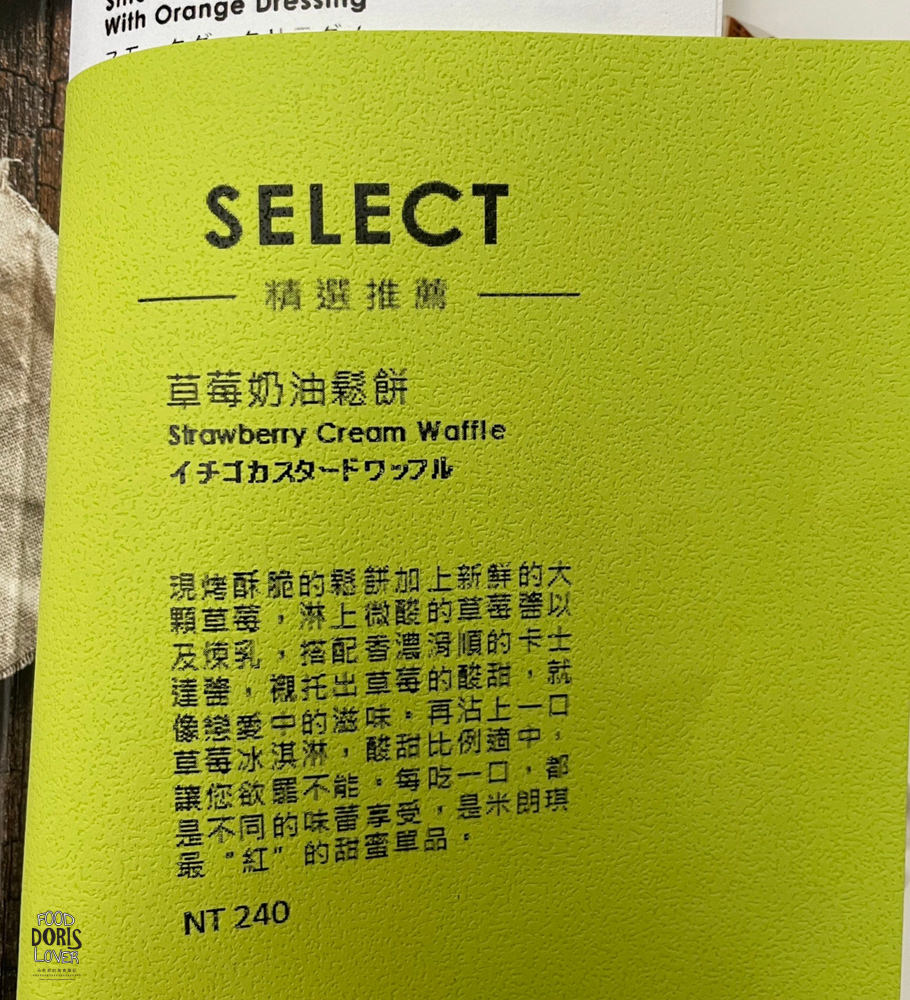 With Orange Dressing
SELECT
精選推薦
草莓奶油鬆餅
Strawberry Cream Waffle
イチゴカスタードワッフル
現烤酥脆的鬆餅加上新鮮的大
顆草莓，淋上微酸的草莓醬以
及煉乳，搭配香濃滑順的卡士
達醬，襯托出草莓的酸甜，就
像戀愛中的滋味。再沾上一口
草莓冰淇淋，酸甜比例適中，
讓您欲罷不能。每吃一口，都
是不同的味蕾享受，是米朗琪
最“紅”的甜蜜單品。
NT 240
FOOD
DORIS
LOVER